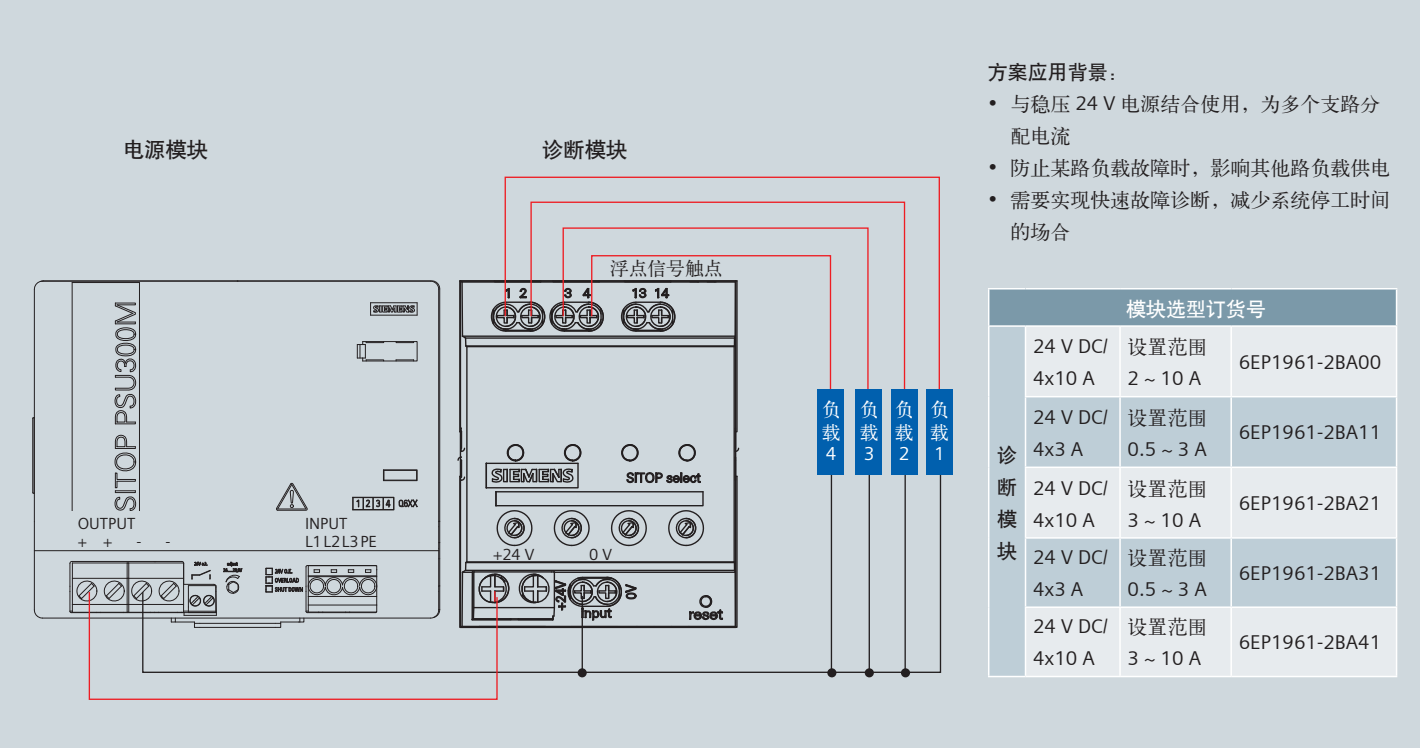 方案应用背景：
• 与稳压 24 V 电源结合使用，为多个支路分
配电流
• 防止某路负载故障时，影响其他路负载供电
• 需要实现快速故障诊断，减少系统停工时间
的场合
电源模块
诊断模块
浮点信号触点
1 2 3 4 13 14
SIEMENS
SITOP PSU300M
1 2 3 4
OUTPUT
+ + - -
INPUT
L1 L2 L3 PE
24V O.K.
OVERLOAD
SHUT DOWN
SIEMENS
SITOP select
+24 V
0 V
+24V
0V
Input
reset
负载4
负载3
负载2
负载1
模块选型订货号
诊断模块
24 V DC/
4x10 A
设置范围
2 ~ 10 A
6EP1961-2BA00
24 V DC/
4x3 A
设置范围
0.5 ~ 3 A
6EP1961-2BA11
24 V DC/
4x10 A
设置范围
3 ~ 10 A
6EP1961-2BA21
24 V DC/
4x3 A
设置范围
0.5 ~ 3 A
6EP1961-2BA31
24 V DC/
4x10 A
设置范围
3 ~ 10 A
6EP1961-2BA41